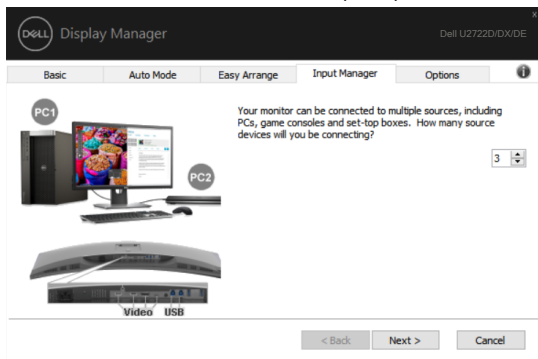 DELL Display Manager
Dell U2722D/DX/DE
x
Basic Auto Mode Easy Arrange Input Manager Options i
PC1
Your monitor can be connected to multiple sources, including
PCs, game consoles and set-top boxes. How many source
devices will you be connecting?
3
PC2
Video USB
< Back Next > Cancel